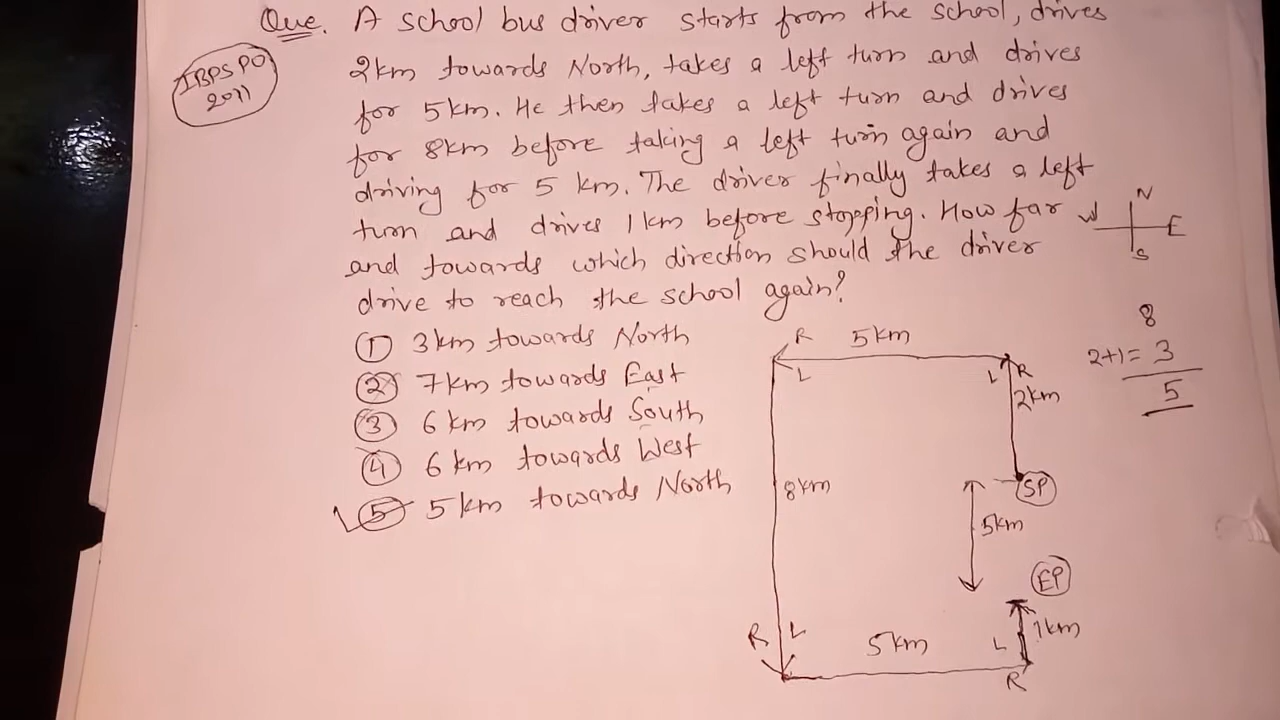 Que. A school bus driver starts from the school, drives
IBPS PO
2011
2km towards North, takes a left turn and drives
for 5km. He then takes a left turn and drives
for 8km before taking a left turn again and
driving for 5 km. The driver finally takes a left
turn and drives 1km before stopping. How far
and towards which direction should the driver
drive to reach the school again?
N
W
E
S
① 3km towards North
② 7km towards East
③ 6km towards South
④ 6km towards West
⑤ 5km towards North
R 5km
L
L R
2km
8
2+1= 3
5
8km
SP
5km
EP
1km
R L
5km
L
R